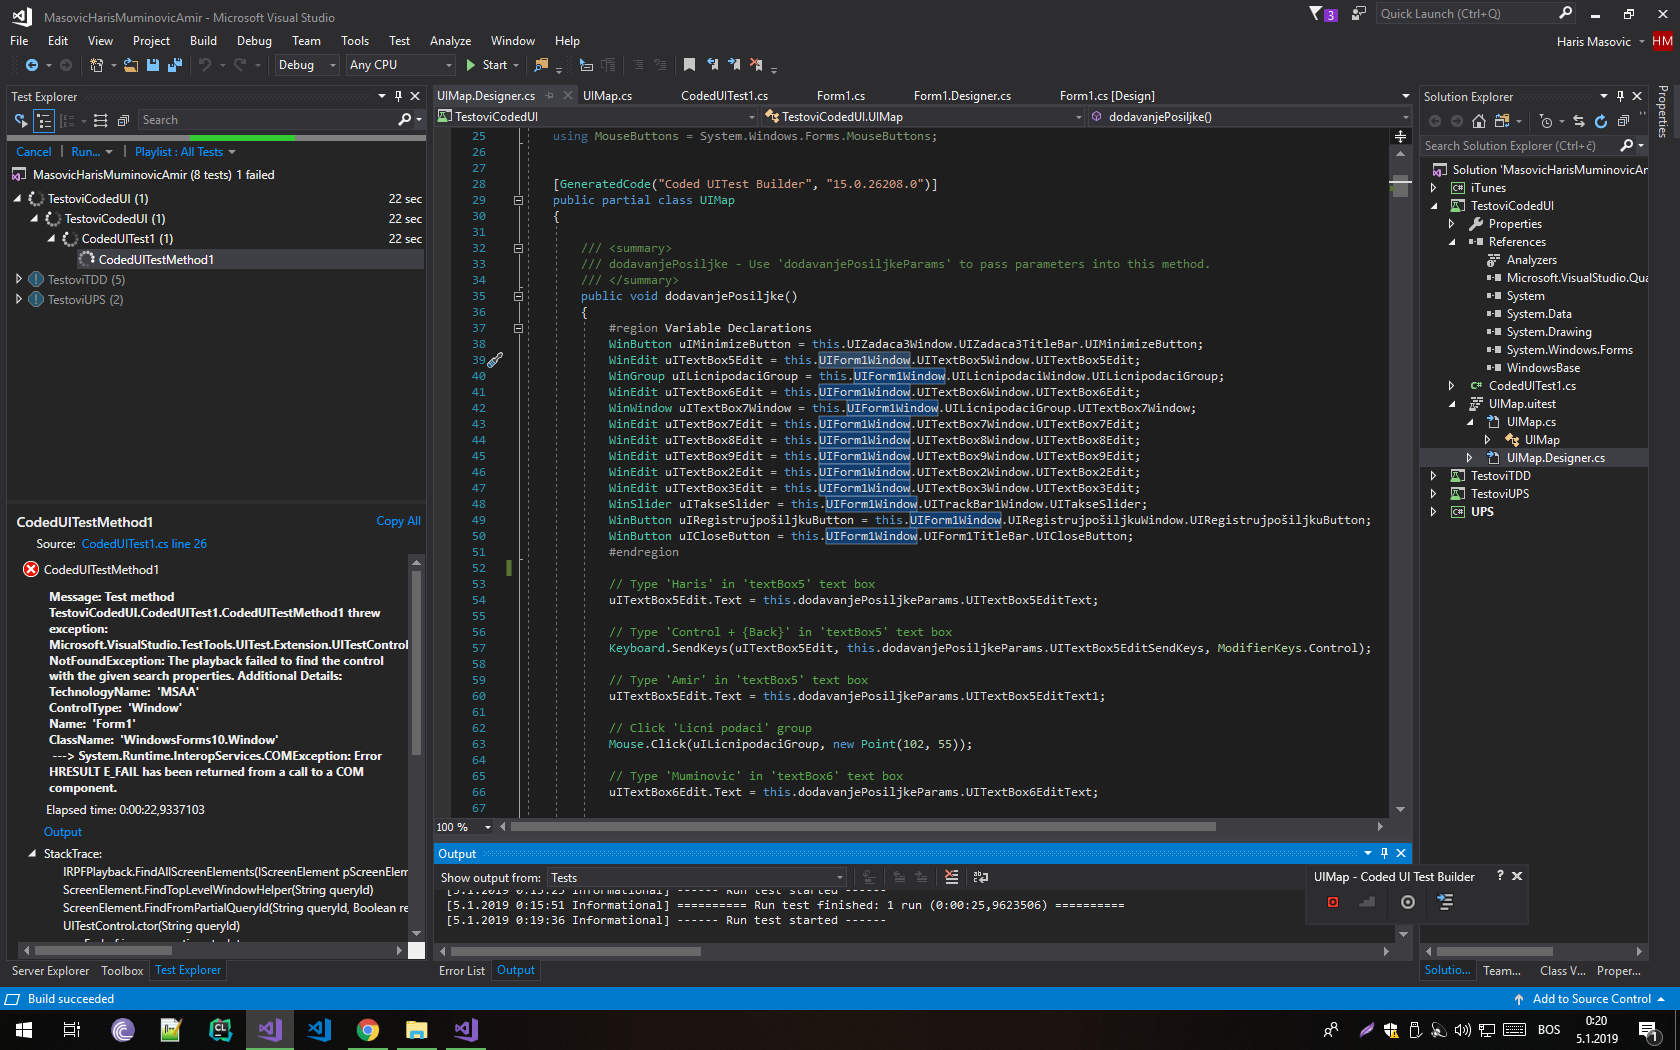 MasovicHarisMuminovicAmir - Microsoft Visual Studio
3
Quick Launch (Ctrl+Q)
File Edit View Project Build Debug Team Tools Test Analyze Window Help
Haris Masovic HM
Debug Any CPU Start
Test Explorer
Search
Cancel Run... Playlist : All Tests
MasovicHarisMuminovicAmir (8 tests) 1 failed
TestoviCodedUI (1) 22 sec
TestoviCodedUI (1) 22 sec
CodedUITest1 (1) 22 sec
CodedUITestMethod1
TestoviTDD (5)
TestoviUPS (2)
CodedUITestMethod1 Copy All
Source: CodedUITest1.cs line 26
CodedUITestMethod1
Message: Test method
TestoviCodedUI.CodedUITest1.CodedUITestMethod1 threw
exception:
Microsoft.VisualStudio.TestTools.UITest.Extension.UITestControl
NotFoundException: The playback failed to find the control
with the given search properties. Additional Details:
TechnologyName: 'MSAA'
ControlType: 'Window'
Name: 'Form1'
ClassName: 'WindowsForms10.Window'
---> System.Runtime.InteropServices.COMException: Error
HRESULT E_FAIL has been returned from a call to a COM
component.
Elapsed time: 0:00:22,9337103
Output
StackTrace:
IRPFPlayback.FindAllScreenElements(IScreenElement pScreenElem
ScreenElement.FindTopLevelWindowHelper(String queryId)
ScreenElement.FindFromPartialQueryId(String queryId, Boolean re
UITestControl.ctor(String queryId)
Server Explorer Toolbox Test Explorer
UIMap.Designer.cs UIMap.cs CodedUITest1.cs Form1.cs Form1.Designer.cs Form1.cs [Design]
TestoviCodedUI TestoviCodedUI.UIMap dodavanjePosiljke()
25 using MouseButtons = System.Windows.Forms.MouseButtons;
26
27
28 [GeneratedCode("Coded UITest Builder", "15.0.26208.0")]
29 public partial class UIMap
30 {
31
32 /// <summary>
33 /// dodavanjePosiljke - Use 'dodavanjePosiljkeParams' to pass parameters into this method.
34 /// </summary>
35 public void dodavanjePosiljke()
36 {
37 #region Variable Declarations
38 WinButton uIMinimizeButton = this.UIZadaca3Window.UIZadaca3TitleBar.UIMinimizeButton;
39 WinEdit uITextBox5Edit = this.UIForm1Window.UITextBox5Window.UITextBox5Edit;
40 WinGroup uILicnipodaciGroup = this.UIForm1Window.UILicnipodaciWindow.UILicnipodaciGroup;
41 WinEdit uITextBox6Edit = this.UIForm1Window.UITextBox6Window.UITextBox6Edit;
42 WinWindow uITextBox7Window = this.UIForm1Window.UILicnipodaciGroup.UITextBox7Window;
43 WinEdit uITextBox7Edit = this.UIForm1Window.UITextBox7Window.UITextBox7Edit;
44 WinEdit uITextBox8Edit = this.UIForm1Window.UITextBox8Window.UITextBox8Edit;
45 WinEdit uITextBox9Edit = this.UIForm1Window.UITextBox9Window.UITextBox9Edit;
46 WinEdit uITextBox2Edit = this.UIForm1Window.UITextBox2Window.UITextBox2Edit;
47 WinEdit uITextBox3Edit = this.UIForm1Window.UITextBox3Window.UITextBox3Edit;
48 WinSlider uITakseSlider = this.UIForm1Window.UITrackBar1Window.UITakseSlider;
49 WinButton uIRegistrujpošiljkuButton = this.UIForm1Window.UIRegistrujpošiljkuWindow.UIRegistrujpošiljkuButton;
50 WinButton uICloseButton = this.UIForm1Window.UIForm1TitleBar.UICloseButton;
51 #endregion
52
53 // Type 'Haris' in 'textBox5' text box
54 uITextBox5Edit.Text = this.dodavanjePosiljkeParams.UITextBox5EditText;
55
56 // Type 'Control + {Back}' in 'textBox5' text box
57 Keyboard.SendKeys(uITextBox5Edit, this.dodavanjePosiljkeParams.UITextBox5EditSendKeys, ModifierKeys.Control);
58
59 // Type 'Amir' in 'textBox5' text box
60 uITextBox5Edit.Text = this.dodavanjePosiljkeParams.UITextBox5EditText1;
61
62 // Click 'Licni podaci' group
63 Mouse.Click(uILicnipodaciGroup, new Point(102, 55));
64
65 // Type 'Muminovic' in 'textBox6' text box
66 uITextBox6Edit.Text = this.dodavanjePosiljkeParams.UITextBox6EditText;
67
100 %
Output
Show output from: Tests
[5.1.2019 0:15:25 Informational] ------ Run test started ------
[5.1.2019 0:15:51 Informational] ========== Run test finished: 1 run (0:00:25,9623506) ==========
[5.1.2019 0:19:36 Informational] ------ Run test started ------
Error List Output
UIMap - Coded UI Test Builder ?
Solution Explorer
Search Solution Explorer (Ctrl+č)
Solution 'MasovicHarisMuminovicAr
iTunes
TestoviCodedUI
Properties
References
Analyzers
Microsoft.VisualStudio.Qua
System
System.Data
System.Drawing
System.Windows.Forms
WindowsBase
CodedUITest1.cs
UIMap.uitest
UIMap.cs
UIMap
UIMap.Designer.cs
TestoviTDD
TestoviUPS
UPS
Solutio... Team... Class V... Proper...
Properties
Build succeeded
Add to Source Control
BOS
0:20
5.1.2019
1